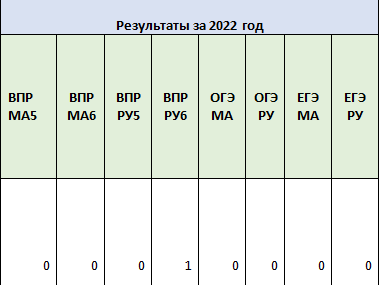 Результаты за 2022 год
ВПР МА5 ВПР МА6 ВПР РУ5 ВПР РУ6 ОГЭ МА ОГЭ РУ ЕГЭ МА ЕГЭ РУ
0 0 0 1 0 0 0 0